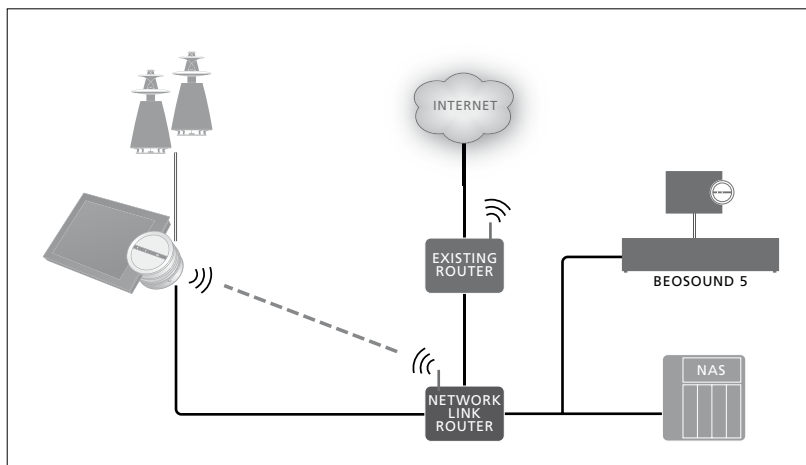 INTERNET
EXISTING
ROUTER
BEOSOUND 5
NAS
NETWORK
LINK
ROUTER